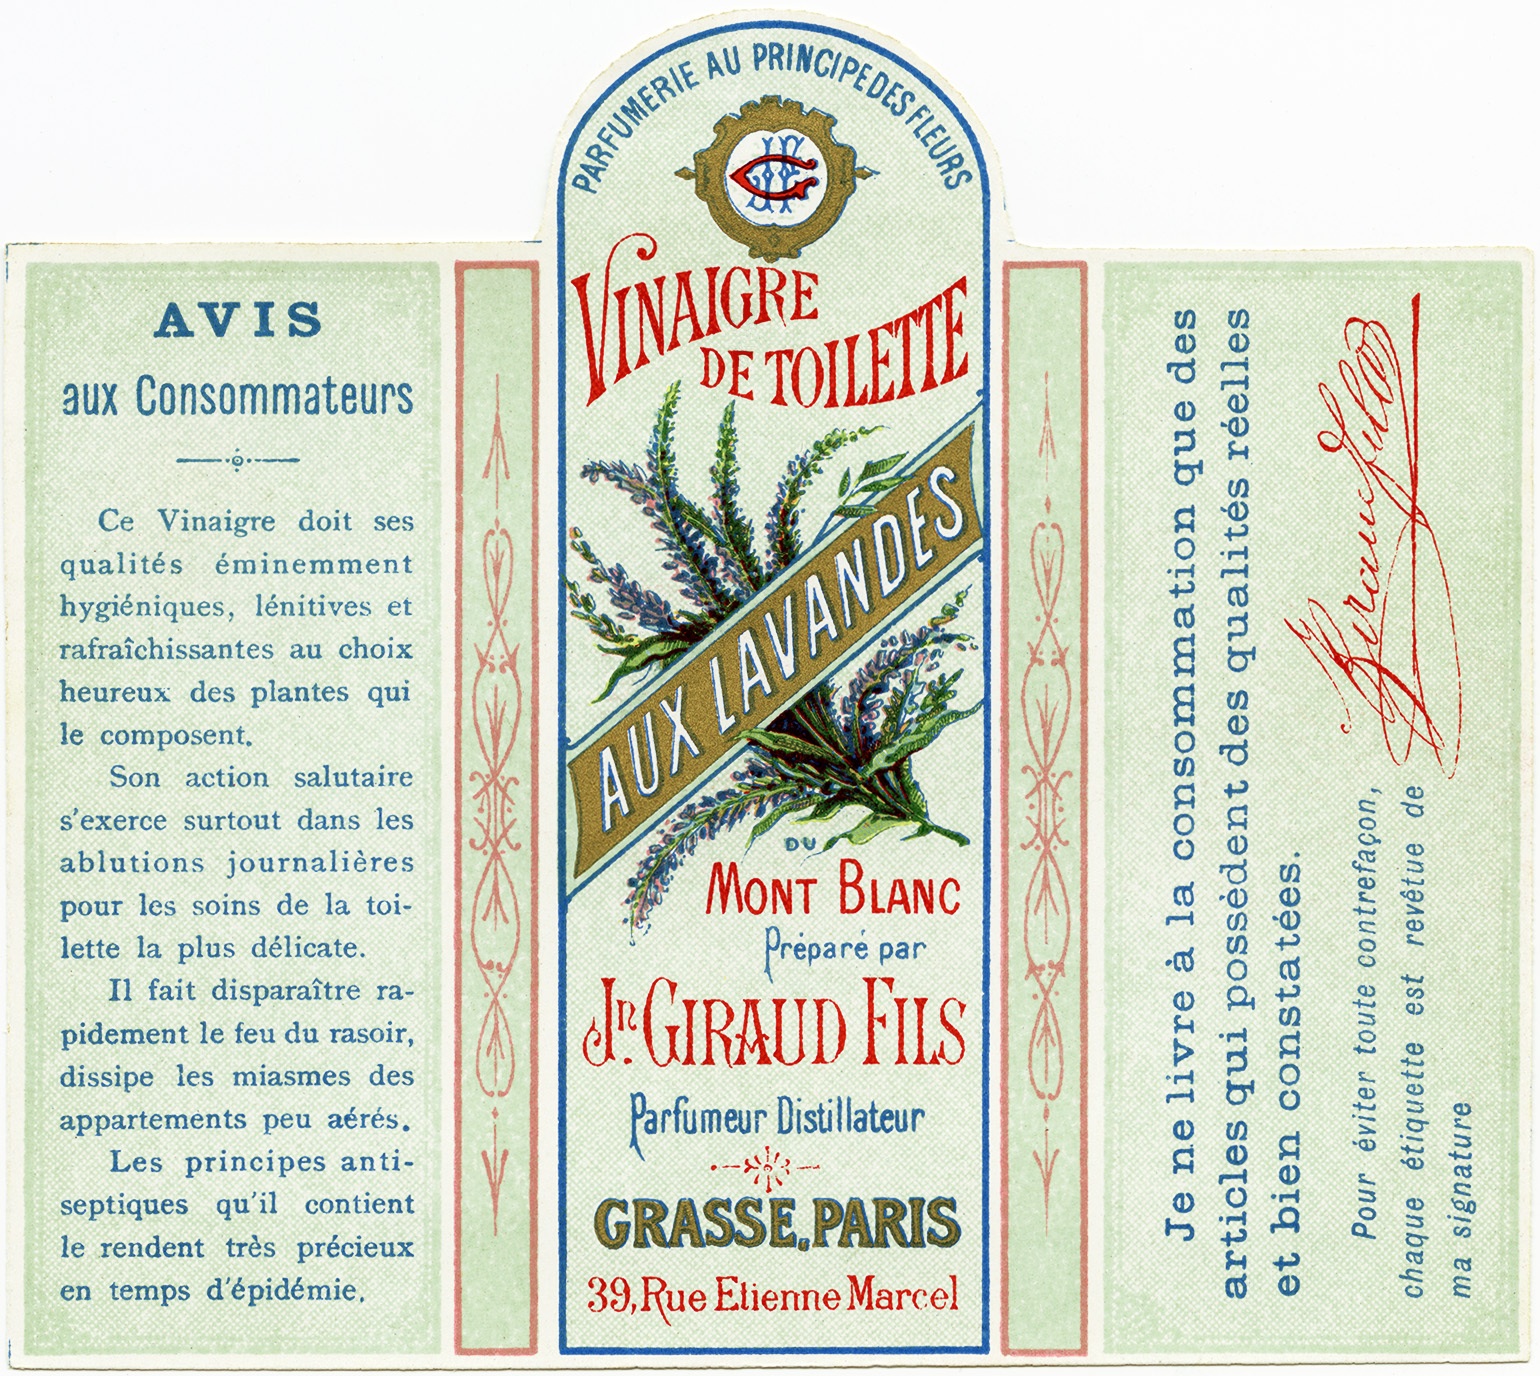 AVIS
aux Consommateurs
Ce Vinaigre doit ses
qualités éminemment
hygiéniques, lénitives et
rafraîchissantes au choix
heureux des plantes qui
le composent.
Son action salutaire
s'exerce surtout dans les
ablutions journalières
pour les soins de la toi-
lette la plus délicate.
Il fait disparaître ra-
pidement le feu du rasoir,
dissipe les miasmes des
appartements peu aérés.
Les principes anti-
septiques qu'il contient
le rendent très précieux
en temps d'épidémie.
PARFUMERIE AU PRINCIPE DES FLEURS
VINAIGRE
DE TOILETTE
AUX LAVANDES
DU
MONT BLANC
Préparé par
Jn. GIRAUD FILS
Parfumeur Distillateur
GRASSE, PARIS
39, Rue Etienne Marcel
Je ne livre à la consommation que des
articles qui possèdent des qualités réelles
et bien constatées.
Pour éviter toute contrefaçon,
chaque étiquette est revêtue de
ma signature